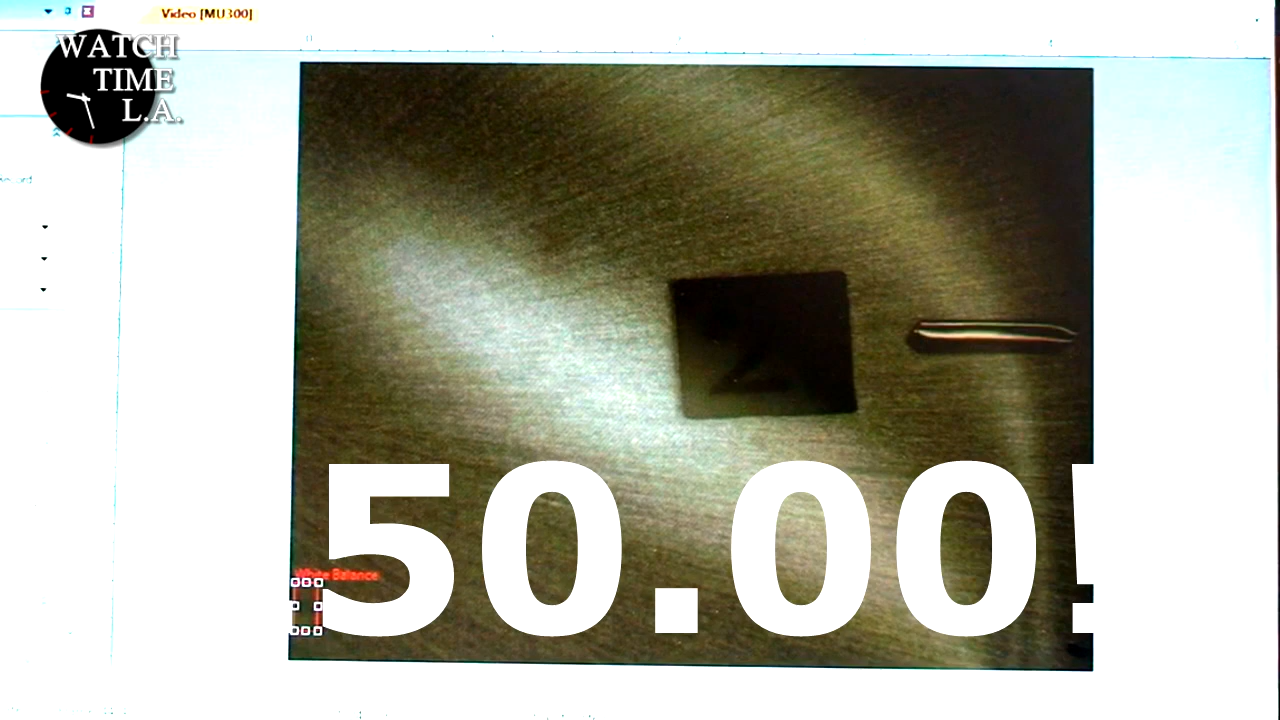 Video [MU300]
WATCH
TIME
L.A.
White Balance
50.00!